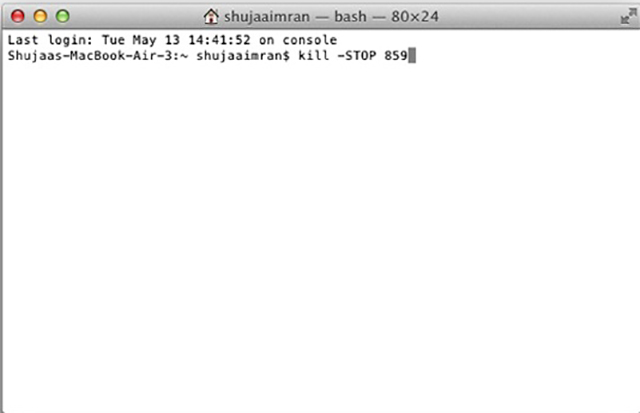 shujaaimran — bash — 80×24
Last login: Tue May 13 14:41:52 on console
Shujaas-MacBook-Air-3:~ shujaaimran$ kill -STOP 859